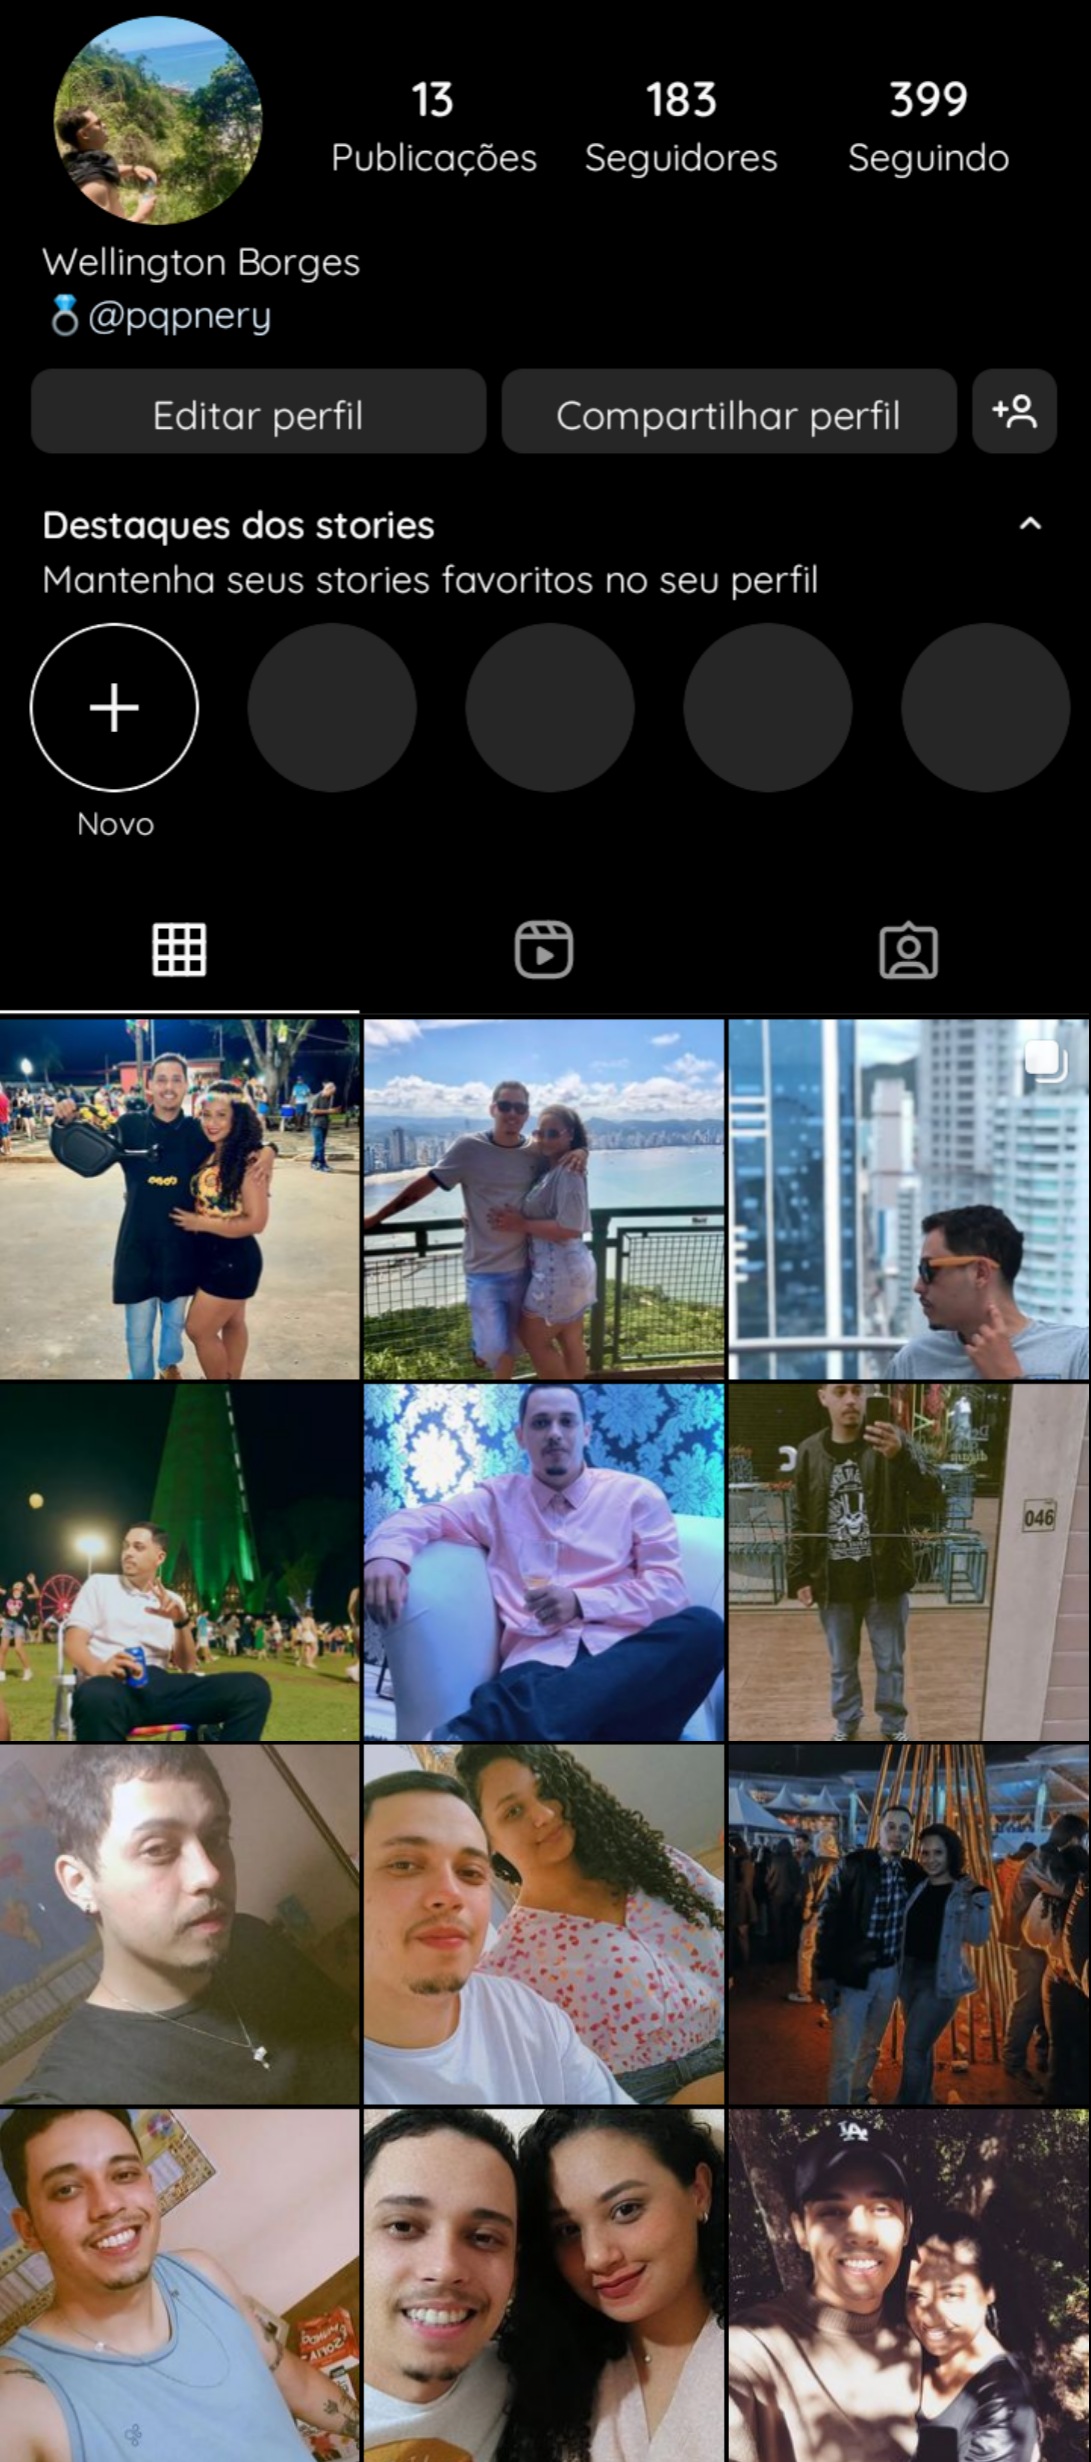 13 183 399
Publicações Seguidores Seguindo
Wellington Borges
@pqpnery
Editar perfil Compartilhar perfil
Destaques dos stories
Mantenha seus stories favoritos no seu perfil
Novo
046
LA